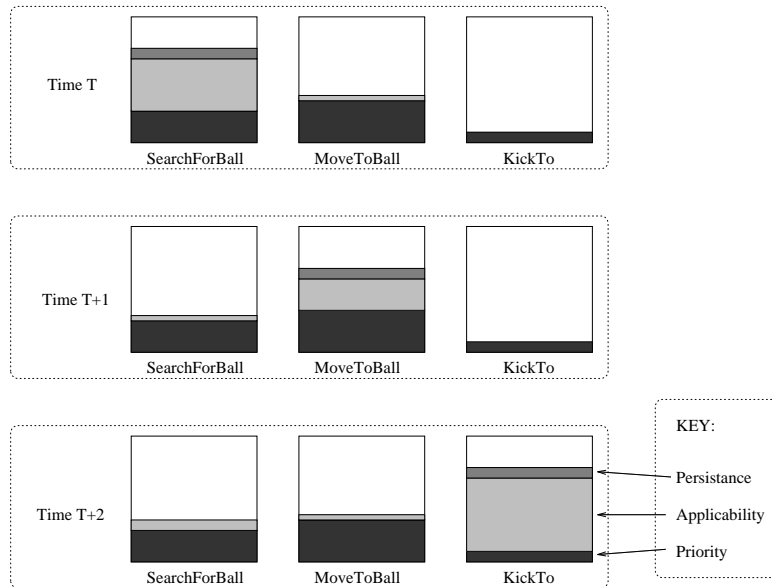 Time T
SearchForBall
MoveToBall
KickTo
Time T+1
SearchForBall
MoveToBall
KickTo
Time T+2
SearchForBall
MoveToBall
KickTo
KEY:
Persistance
Applicability
Priority